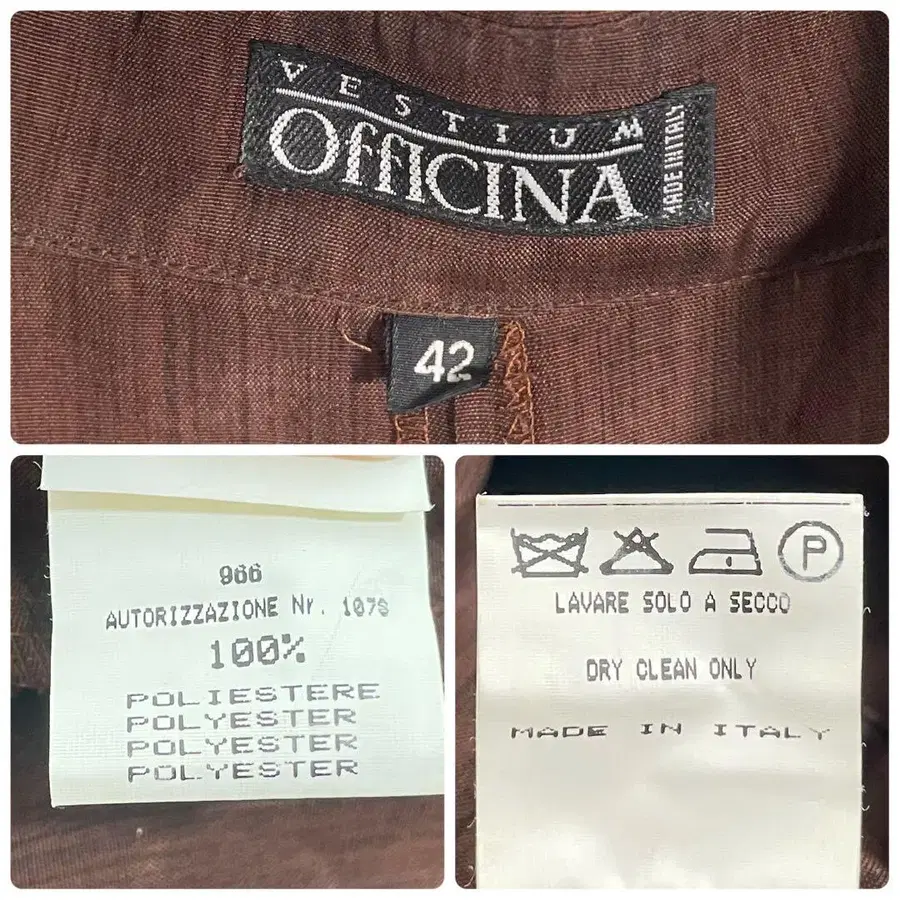 VESTIUM
OffICINA
MADE IN ITALY
42
966
AUTORIZZAZIONE Nr. 107S
100%
POLIESTERE
POLYESTER
POLYESTER
POLYESTER
P
LAVARE SOLO A SECCO
DRY CLEAN ONLY
MADE IN ITALY